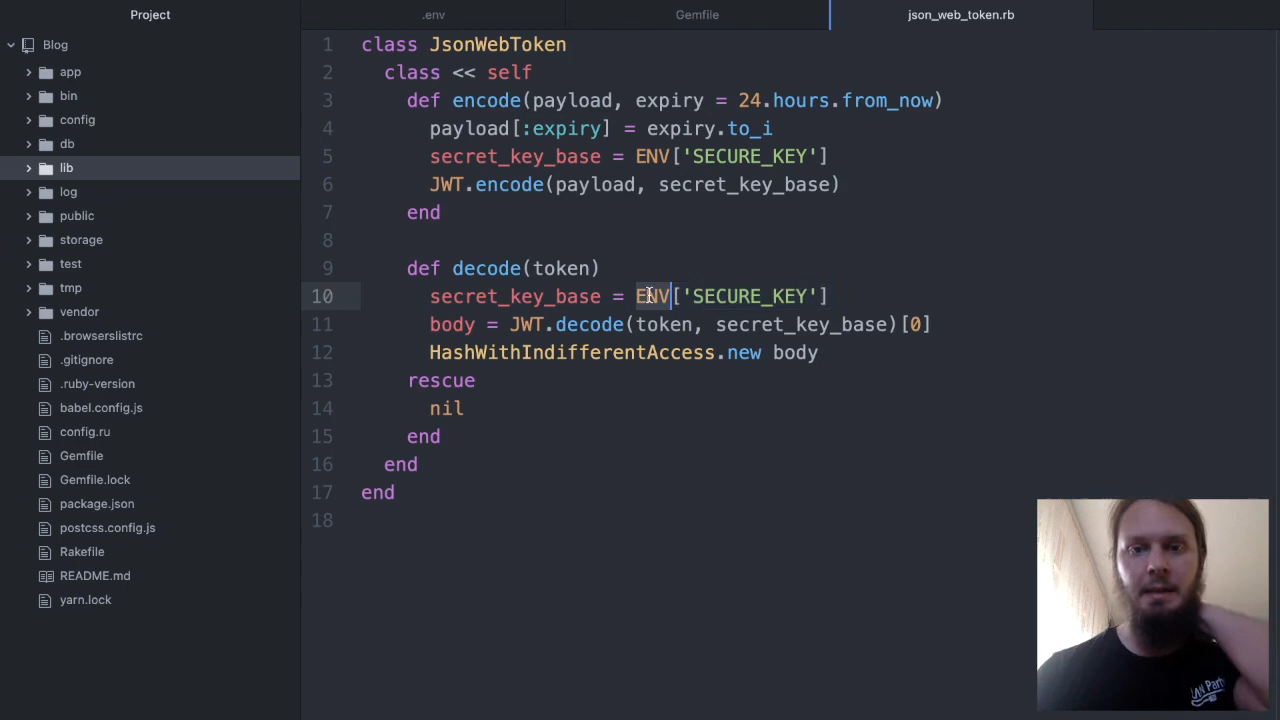 Project
.env
Gemfile
json_web_token.rb
Blog
app
bin
config
db
lib
log
public
storage
test
tmp
vendor
.browserslistrc
.gitignore
.ruby-version
babel.config.js
config.ru
Gemfile
Gemfile.lock
package.json
postcss.config.js
Rakefile
README.md
yarn.lock
1 class JsonWebToken
2 class << self
3 def encode(payload, expiry = 24.hours.from_now)
4 payload[:expiry] = expiry.to_i
5 secret_key_base = ENV['SECURE_KEY']
6 JWT.encode(payload, secret_key_base)
7 end
8
9 def decode(token)
10 secret_key_base = ENV['SECURE_KEY']
11 body = JWT.decode(token, secret_key_base)[0]
12 HashWithIndifferentAccess.new body
13 rescue
14 nil
15 end
16 end
17 end
18